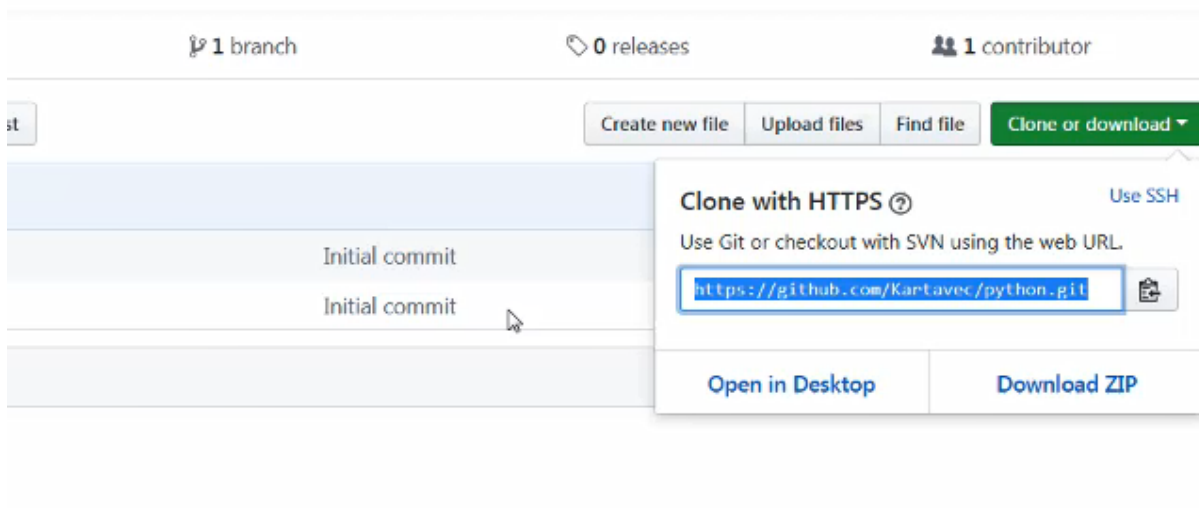 1 branch
0 releases
1 contributor
st
Create new file
Upload files
Find file
Clone or download
Clone with HTTPS
Use SSH
Use Git or checkout with SVN using the web URL.
https://github.com/Kartavec/python.git
Initial commit
Initial commit
Open in Desktop
Download ZIP